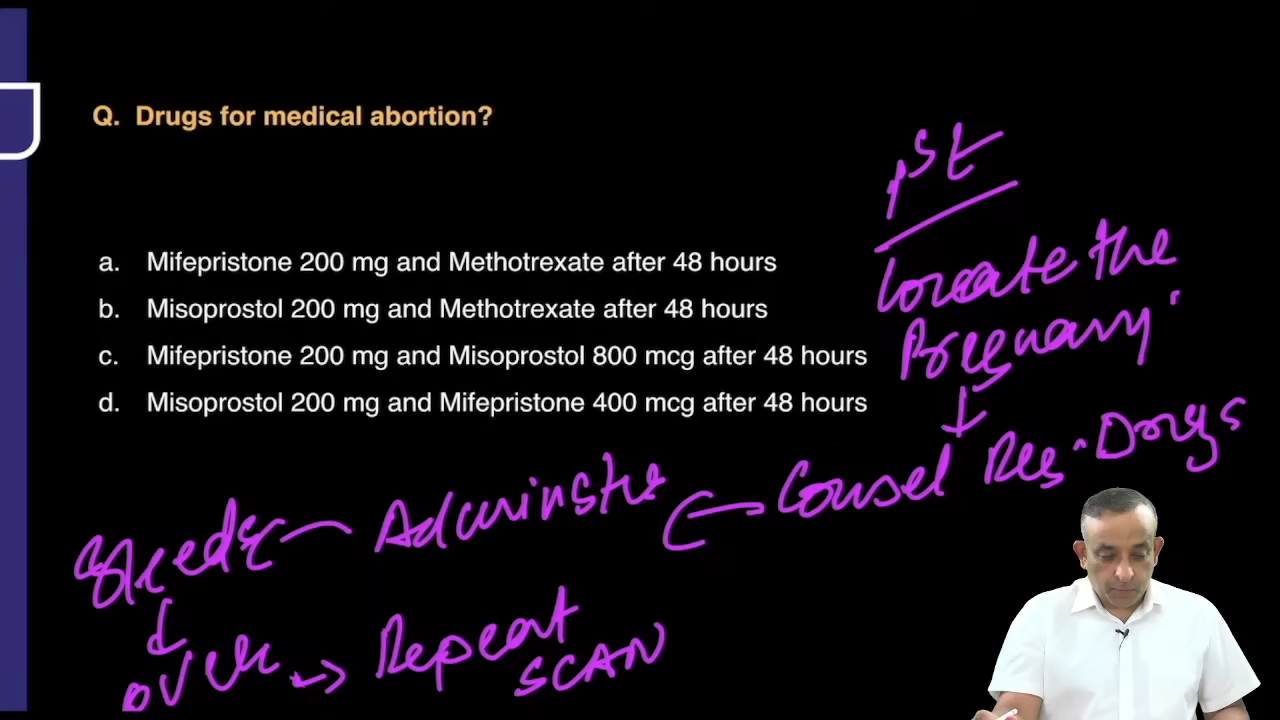 Q. Drugs for medical abortion?
a. Mifepristone 200 mg and Methotrexate after 48 hours
b. Misoprostol 200 mg and Methotrexate after 48 hours
c. Mifepristone 200 mg and Misoprostol 800 mcg after 48 hours
d. Misoprostol 200 mg and Mifepristone 400 mcg after 48 hours
1st
Locate the
Pregnancy
Counsel Reg. Drugs
Administer
Bleeds
over
Repeat
SCAN